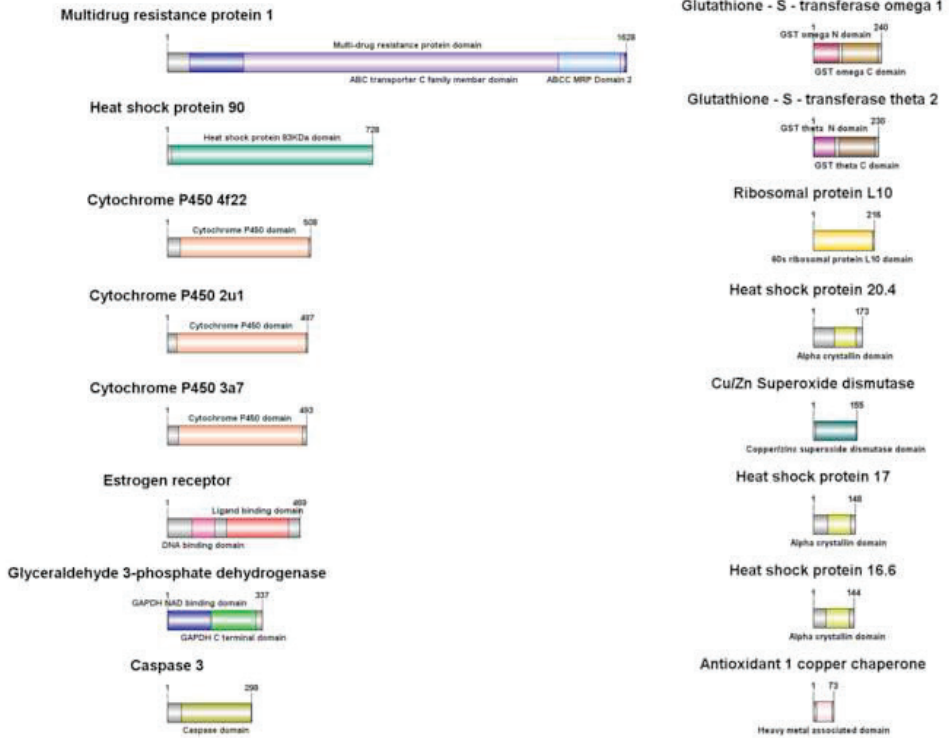 Multidrug resistance protein 1
1 1628
Multi-drug resistance protein domain
ABC transporter C family member domain ABCC MRP Domain 2
Heat shock protein 90
1 728
Heat shock protein 83KDa domain
Cytochrome P450 4f22
1 508
Cytochrome P450 domain
Cytochrome P450 2u1
1 497
Cytochrome P450 domain
Cytochrome P450 3a7
1 493
Cytochrome P450 domain
Estrogen receptor
1 469
Ligand binding domain
DNA binding domain
Glyceraldehyde 3-phosphate dehydrogenase
1 337
GAPDH NAD binding domain
GAPDH C terminal domain
Caspase 3
1 298
Caspase domain
Glutathione - S - transferase omega 1
1 240
GST omega N domain
GST omega C domain
Glutathione - S - transferase theta 2
1 230
GST theta N domain
GST theta C domain
Ribosomal protein L10
1 216
60s ribosomal protein L10 domain
Heat shock protein 20.4
1 173
Alpha crystallin domain
Cu/Zn Superoxide dismutase
1 155
Copper/zinc superoxide dismutase domain
Heat shock protein 17
1 148
Alpha crystallin domain
Heat shock protein 16.6
1 144
Alpha crystallin domain
Antioxidant 1 copper chaperone
1 73
Heavy metal associated domain